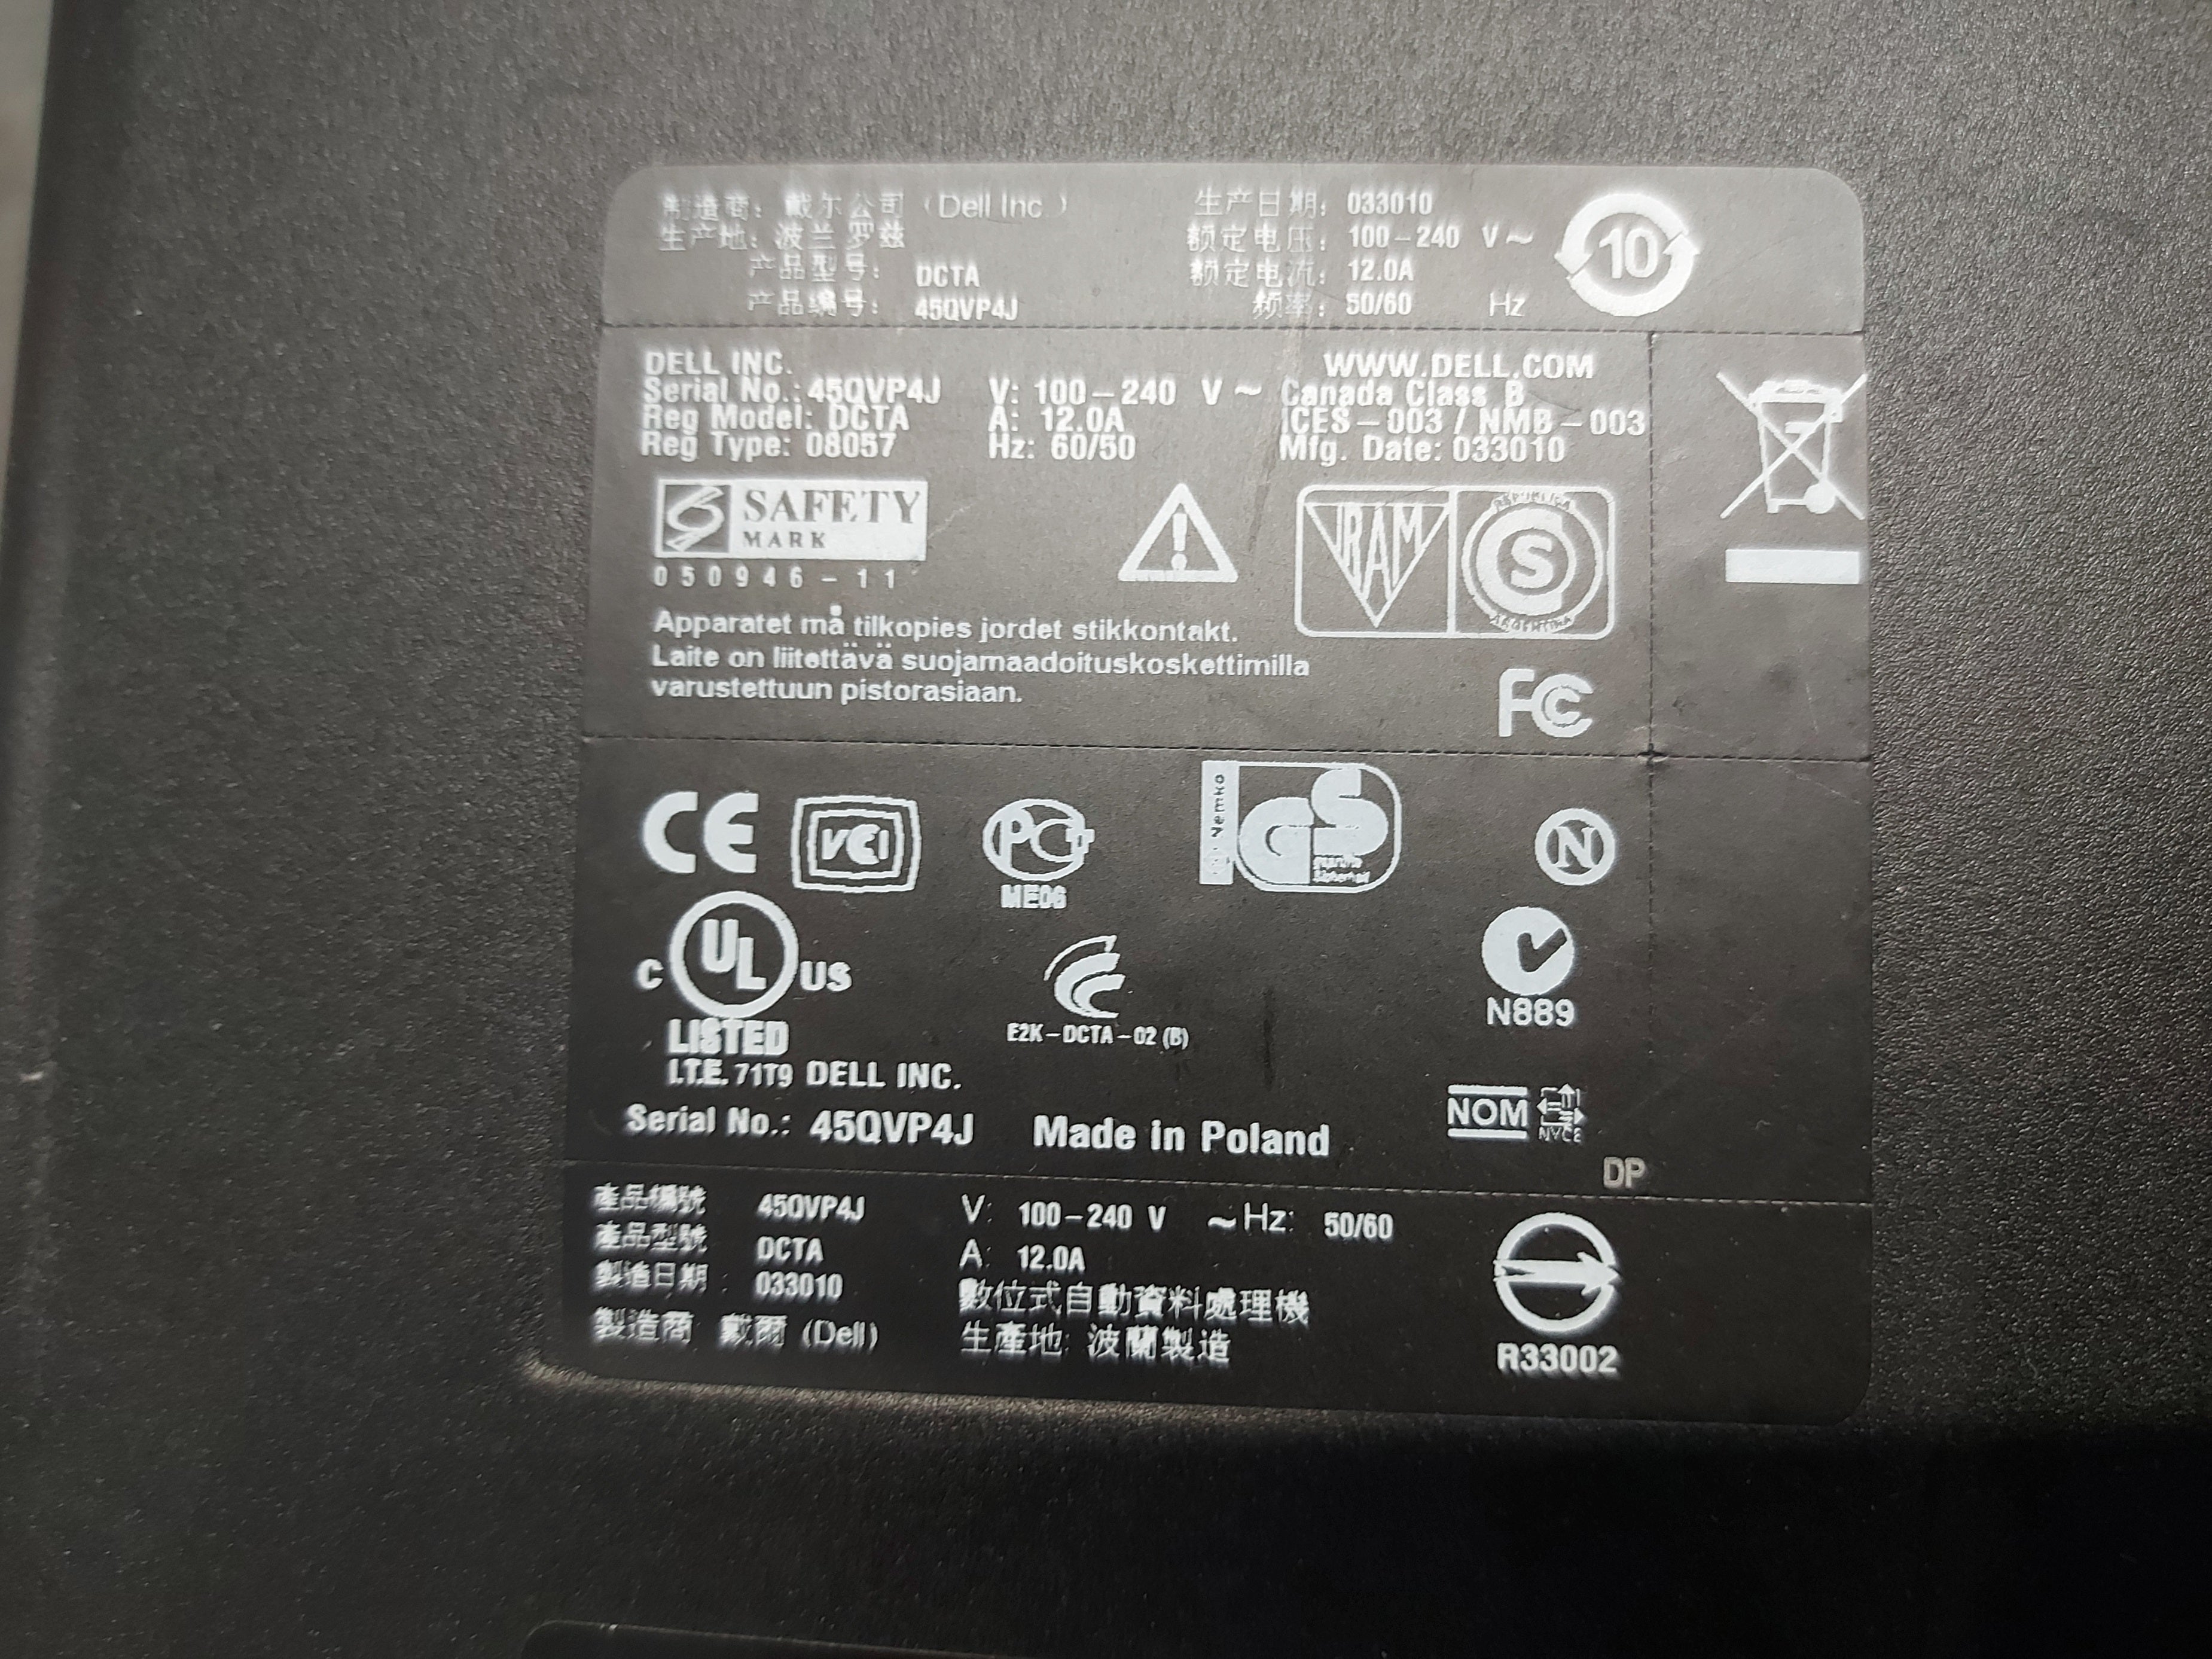 制造商：戴尔公司（Dell Inc ） 生产日期：033010
生产地：波兰罗兹 额定电压：100-240 V～
产品型号： DCTA 额定电流：12.0A
产品编号：45QVP4J 频率：50/60 Hz
10
DELL INC. WWW.DELL.COM
Serial No.: 45QVP4J V: 100-240 V～ Canada Class B
Reg Model: DCTA A: 12.0A ICES-003 / NMB-003
Reg Type: 08057 Hz: 60/50 Mfg. Date: 033010
SAFETY
MARK
050946-11
IRAM
S
ARGENTINA
Apparatet må tilkopies jordet stikkontakt.
Laite on liitettävä suojamaadoituskoskettimilla
varustettuun pistorasiaan.
FC
CE VCI PCT Nemko GS N
geprüfte
Sicherheit
ME06
C UL US
LISTED
I.T.E. 71T9 DELL INC.
E2K-DCTA-02 (B)
N889
Serial No.: 45QVP4J Made in Poland
NOM NYCE
DP
產品編號 45QVP4J V: 100-240 V ～Hz: 50/60
產品型號 DCTA A: 12.0A
製造日期： 033010 數位式自動資料處理機
製造商 戴爾 (Dell) 生產地: 波蘭製造
R33002